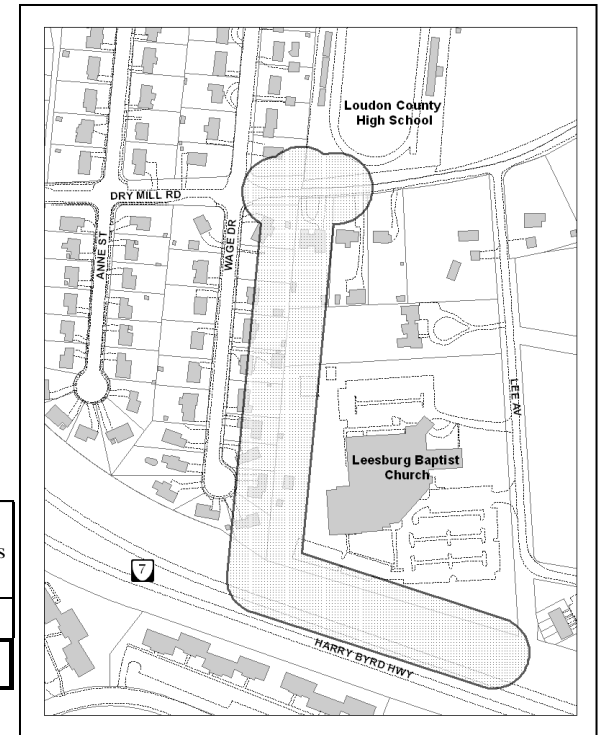 Loudon County
High School
DRY MILL RD
ANNE ST
WAGE DR
LEE AV
Leesburg Baptist
Church
s
7
HARRY BYRD HWY